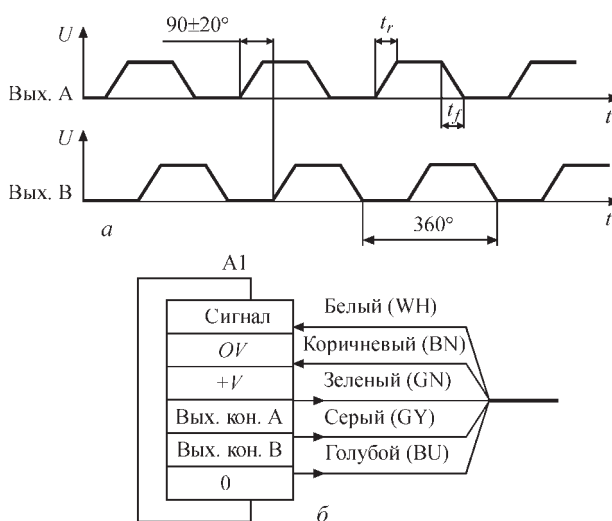 90±20°
t_r
U
Вых. А
t_f
t
U
Вых. В
360°
t
а
А1
Сигнал
Белый (WH)
OV
Коричневый (BN)
+V
Зеленый (GN)
Вых. кон. А
Серый (GY)
Вых. кон. В
Голубой (BU)
0
б